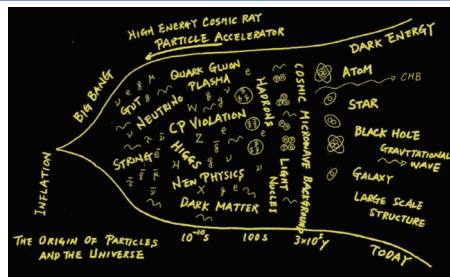 HIGH ENERGY COSMIC RAY
PARTICLE ACCELERATOR
DARK ENERGY
BIG BANG
INFLATION
GUT
NEUTRINO
STRING
QUARK GLUON
PLASMA
CP VIOLATION
HIGGS
NEW PHYSICS
DARK MATTER
HADRONS
LIGHT
NUCLEI
COSMIC MICROWAVE BACKGROUND
ATOM
CMB
STAR
BLACK HOLE
GRAVITATIONAL
WAVE
GALAXY
LARGE SCALE
STRUCTURE
THE ORIGIN OF PARTICLES
AND THE UNIVERSE
10⁻¹⁰s
100s
3×10⁵y
TODAY